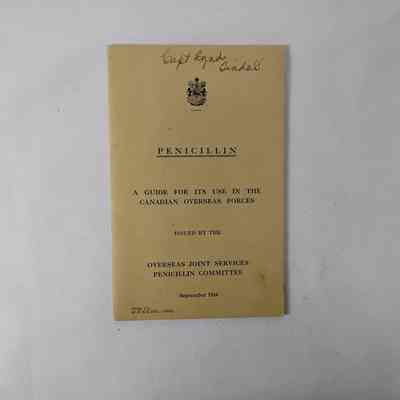 Capt
PENICILLIN
A GUIDE FOR ITS USE IN THE
CANADIAN OVERSEAS FORCES
ISSUED BY THE
OVERSEAS JOINT SERVICES
PENICILLIN COMMITTEE
September 1944